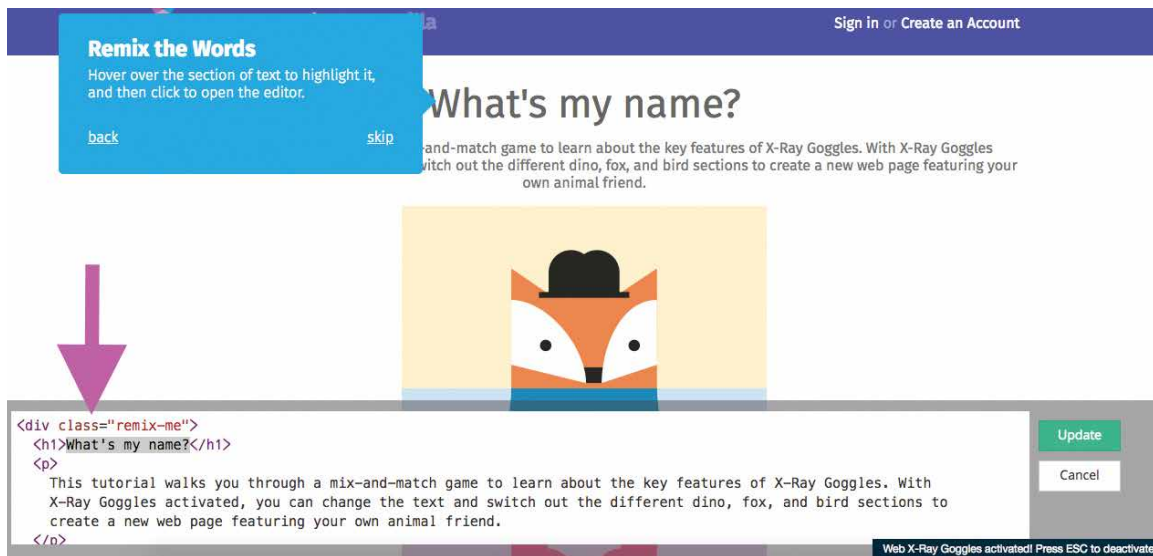 Sign in or Create an Account
Remix the Words
Hover over the section of text to highlight it,
and then click to open the editor.
back
skip
What's my name?
-and-match game to learn about the key features of X-Ray Goggles. With X-Ray Goggles
switch out the different dino, fox, and bird sections to create a new web page featuring your
own animal friend.
<div class="remix-me">
<h1>What's my name?</h1>
<p>
This tutorial walks you through a mix-and-match game to learn about the key features of X-Ray Goggles. With
X-Ray Goggles activated, you can change the text and switch out the different dino, fox, and bird sections to
create a new web page featuring your own animal friend.
</p>
Update
Cancel
Web X-Ray Goggles activated! Press ESC to deactivate